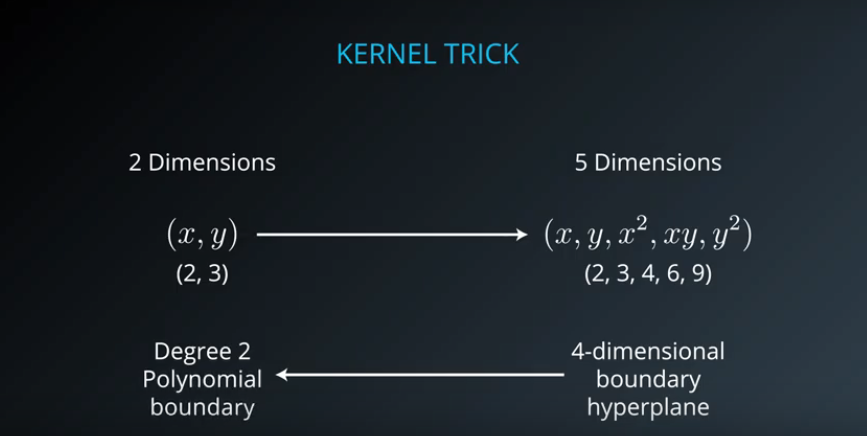 KERNEL TRICK
2 Dimensions
5 Dimensions
(x, y)
(x, y, x², xy, y²)
(2, 3)
(2, 3, 4, 6, 9)
Degree 2
Polynomial
boundary
4-dimensional
boundary
hyperplane